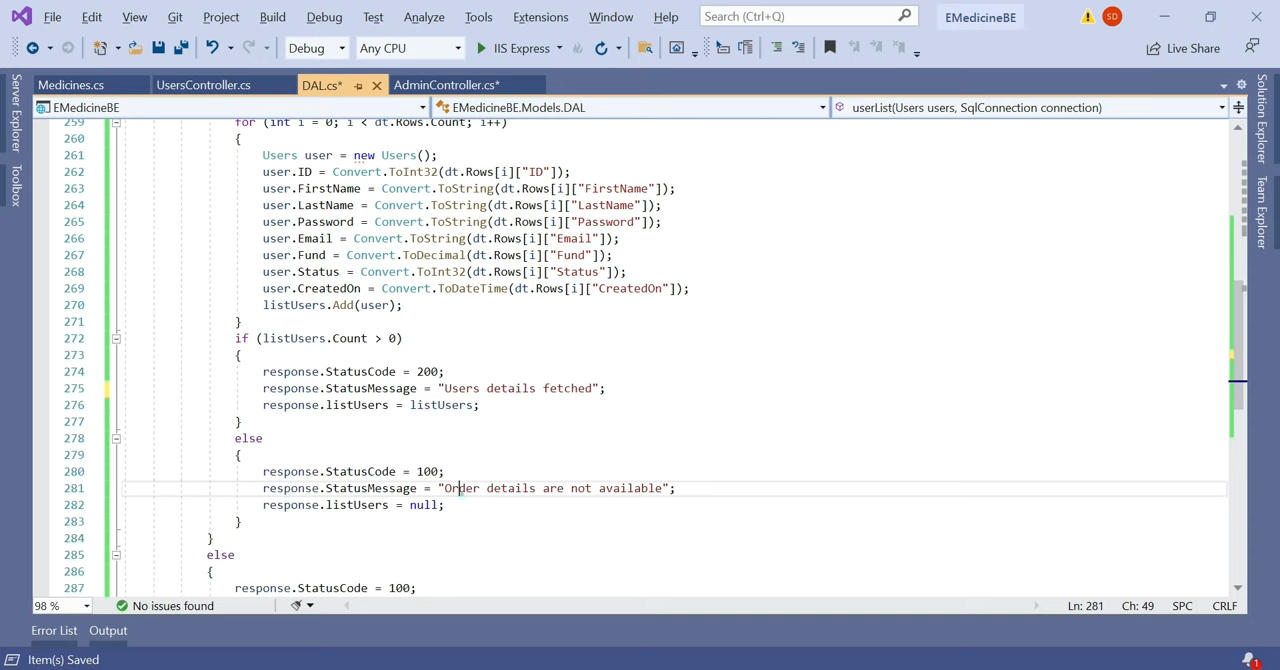 File Edit View Git Project Build Debug Test Analyze Tools Extensions Window Help Search (Ctrl+Q) EMedicineBE SD
Debug Any CPU IIS Express Live Share
Medicines.cs UsersController.cs DAL.cs* AdminController.cs*
EMedicineBE EMedicineBE.Models.DAL userList(Users users, SqlConnection connection)
Server Explorer
Toolbox
Solution Explorer
Team Explorer
259 for (int i = 0; i < dt.Rows.Count; i++)
260 {
261 Users user = new Users();
262 user.ID = Convert.ToInt32(dt.Rows[i]["ID"]);
263 user.FirstName = Convert.ToString(dt.Rows[i]["FirstName"]);
264 user.LastName = Convert.ToString(dt.Rows[i]["LastName"]);
265 user.Password = Convert.ToString(dt.Rows[i]["Password"]);
266 user.Email = Convert.ToString(dt.Rows[i]["Email"]);
267 user.Fund = Convert.ToDecimal(dt.Rows[i]["Fund"]);
268 user.Status = Convert.ToInt32(dt.Rows[i]["Status"]);
269 user.CreatedOn = Convert.ToDateTime(dt.Rows[i]["CreatedOn"]);
270 listUsers.Add(user);
271 }
272 if (listUsers.Count > 0)
273 {
274 response.StatusCode = 200;
275 response.StatusMessage = "Users details fetched";
276 response.listUsers = listUsers;
277 }
278 else
279 {
280 response.StatusCode = 100;
281 response.StatusMessage = "Order details are not available";
282 response.listUsers = null;
283 }
284 }
285 else
286 {
287 response.StatusCode = 100;
98 % No issues found Ln: 281 Ch: 49 SPC CRLF
Error List Output
Item(s) Saved 1